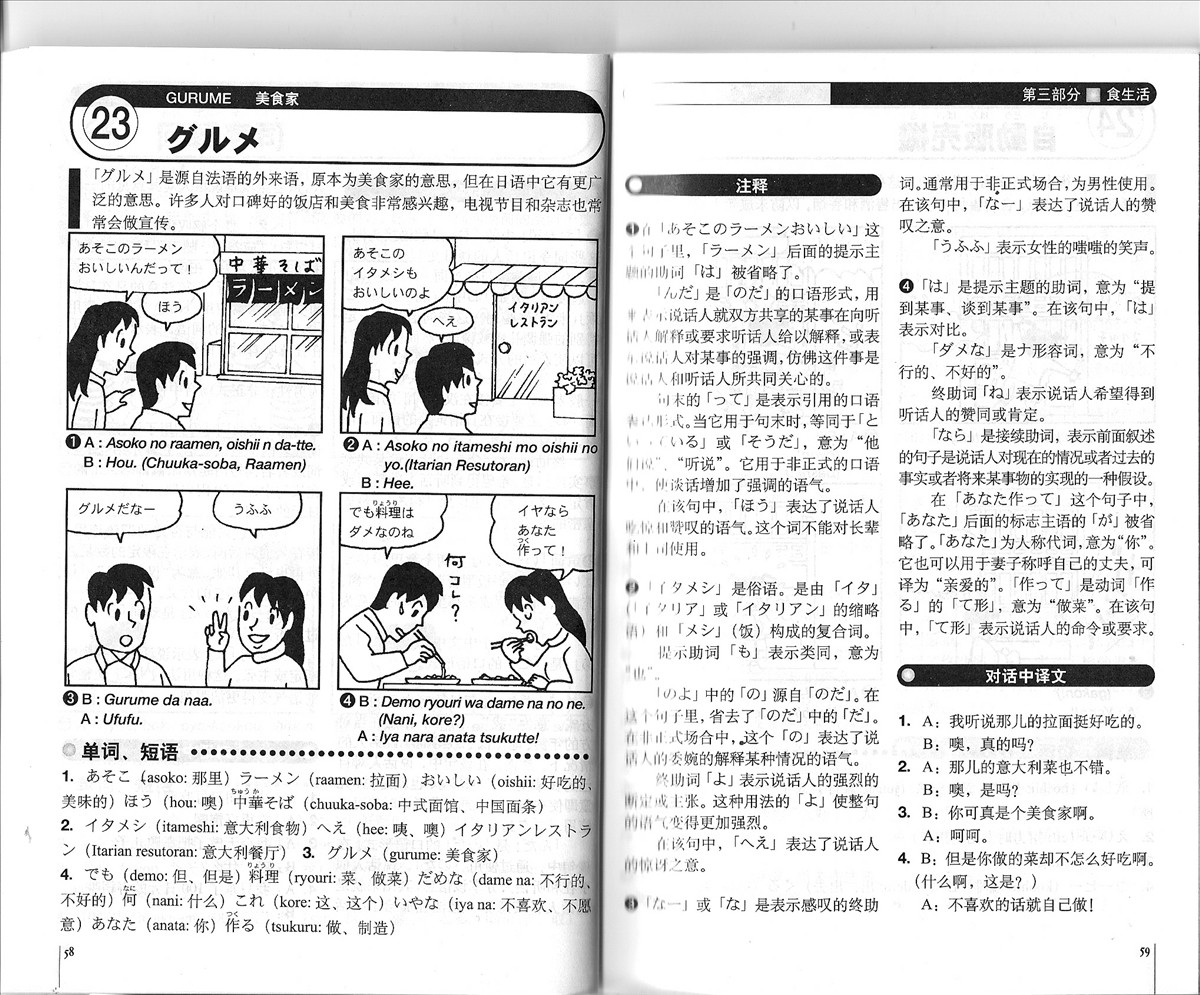 GURUME 美食家
23
グルメ
「グルメ」是源自法语的外来语，原本为美食家的意思，但在日语中它有更广
泛的意思。许多人对口碑好的饭店和美食非常感兴趣，电视节目和杂志也常
常会做宣传。
あそこのラーメン
おいしいんだって！
ほう
中華そば
ラーメン
❶ A : Asoko no raamen, oishii n da-tte.
B : Hou. (Chuuka-soba, Raamen)
あそこの
イタメシも
おいしいのよ
へえ
イタリアン
レストラン
❷ A : Asoko no itameshi mo oishii no
yo.(Itarian Resutoran)
B : Hee.
グルメだなー
うふふ
❸ B : Gurume da naa.
A : Ufufu.
りょうり
でも料理は
ダメなのね
イヤなら
あなた
つく
作って！
何コレ？
❹ B : Demo ryouri wa dame na no ne.
(Nani, kore?)
A : Iya nara anata tsukutte!
单词、短语
1. あそこ（asoko: 那里）ラーメン（raamen: 拉面） おいしい（oishii: 好吃的、
ちゅうか
美味的）ほう（hou: 噢）中華そば（chuuka-soba: 中式面馆、中国面条）
2. イタメシ（itameshi: 意大利食物）へえ（hee: 咦、噢）イタリアンレストラ
ン（Itarian resutoran: 意大利餐厅） 3. グルメ（gurume: 美食家）
りょうり
4. でも（demo: 但、但是）料理（ryouri: 菜、做菜）だめな（dame na: 不行的、
なに
不好的）何（nani: 什么）これ（kore: 这、这个）いやな（iya na: 不喜欢、不愿
つく
意）あなた（anata: 你）作る（tsukuru: 做、制造）
58
第三部分 食生活
注释
❶在「あそこのラーメンおいしい」这
句子里，「ラーメン」后面的提示主
题的助词「は」被省略了。
「んだ」是「のだ」的口语形式，用
说话人就双方共享的某事在向听
话人解释或要求听话人给以解释，或表
说话人对某事的强调，仿佛这件事是
说话人和听话人所共同关心的。
句末的「って」是表示引用的口语
形式。当它用于句末时，等同于「と
いっている」或「そうだ」，意为“他
”、“听说”。它用于非正式的口语
中，使谈话增加了强调的语气。
在该句中，「ほう」表达了说话人
和赞叹的语气。这个词不能对长辈
使用。
「イタメシ」是俗语。是由「イタ」
（「イタリア」或「イタリアン」的缩略
和「メシ」（饭）构成的复合词。
提示助词「も」表示类同，意为
“也”。
「のよ」中的「の」源自「のだ」。在
这个句子里，省去了「のだ」中的「だ」。
在非正式场合中，这个「の」表达了说
话人的委婉的解释某种情况的语气。
终助词「よ」表示说话人的强烈的
或主张。这种用法的「よ」使整句
的语气变得更加强烈。
在该句中，「へえ」表达了说话人
的惊讶之意。
「なー」或「な」是表示感叹的终助
词。通常用于非正式场合，为男性使用。
在该句中，「なー」表达了说话人的赞
叹之意。
「うふふ」表示女性的嗤嗤的笑声。
❹「は」是提示主题的助词，意为“提
到某事、谈到某事”。在该句中，「は」
表示对比。
「ダメな」是ナ形容词，意为“不
行的、不好的”。
终助词「ね」表示说话人希望得到
听话人的赞同或肯定。
「なら」是接续助词，表示前面叙述
的句子是说话人对现在的情况或者过去的
事实或者将来某事物的实现的一种假设。
在「あなた作って」这个句子中，
「あなた」后面的标志主语的「が」被省
略了。「あなた」为人称代词，意为“你”。
它也可以用于妻子称呼自己的丈夫，可
译为“亲爱的”。「作って」是动词「作
る」的「て形」，意为“做菜”。在该句
中，「て形」表示说话人的命令或要求。
对话中译文
1. A：我听说那儿的拉面挺好吃的。
B：噢，真的吗？
2. A：那儿的意大利菜也不错。
B：噢，是吗？
3. B：你可真是个美食家啊。
A：呵呵。
4. B：但是你做的菜却不怎么好吃啊。
（什么啊，这是？）
A：不喜欢的话就自己做！
59